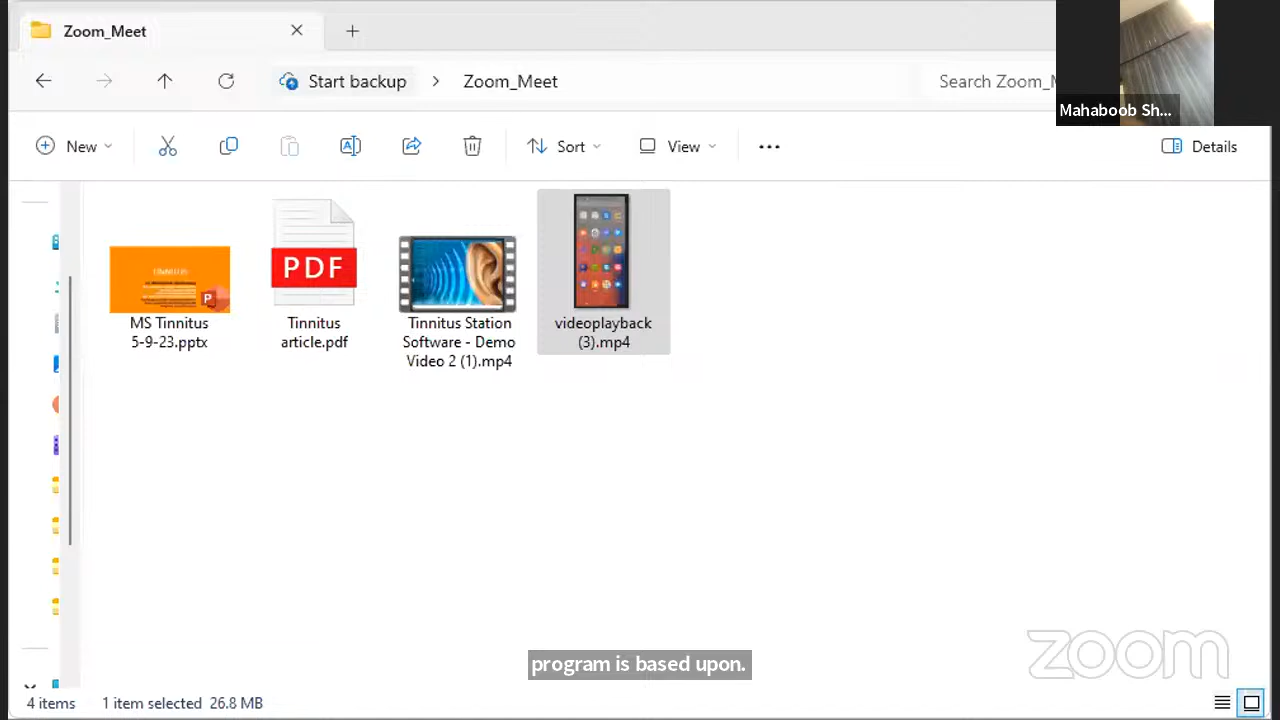 Zoom_Meet
Start backup
Zoom_Meet
Search Zoom_M
Mahaboob Sh...
New
Sort
View
Details
PDF
MS Tinnitus
5-9-23.pptx
Tinnitus
article.pdf
Tinnitus Station
Software - Demo
Video 2 (1).mp4
videoplayback
(3).mp4
program is based upon.
zoom
4 items
1 item selected 26.8 MB